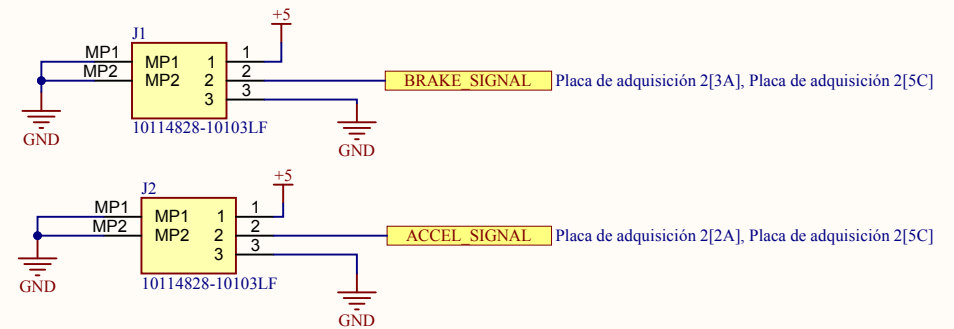 +5
J1
MP1 MP1 1 1
MP2 MP2 2 2 BRAKE_SIGNAL Placa de adquisición 2[3A], Placa de adquisición 2[5C]
3 3
10114828-10103LF
GND
GND
+5
J2
MP1 MP1 1 1
MP2 MP2 2 2 ACCEL_SIGNAL Placa de adquisición 2[2A], Placa de adquisición 2[5C]
3 3
10114828-10103LF
GND
GND